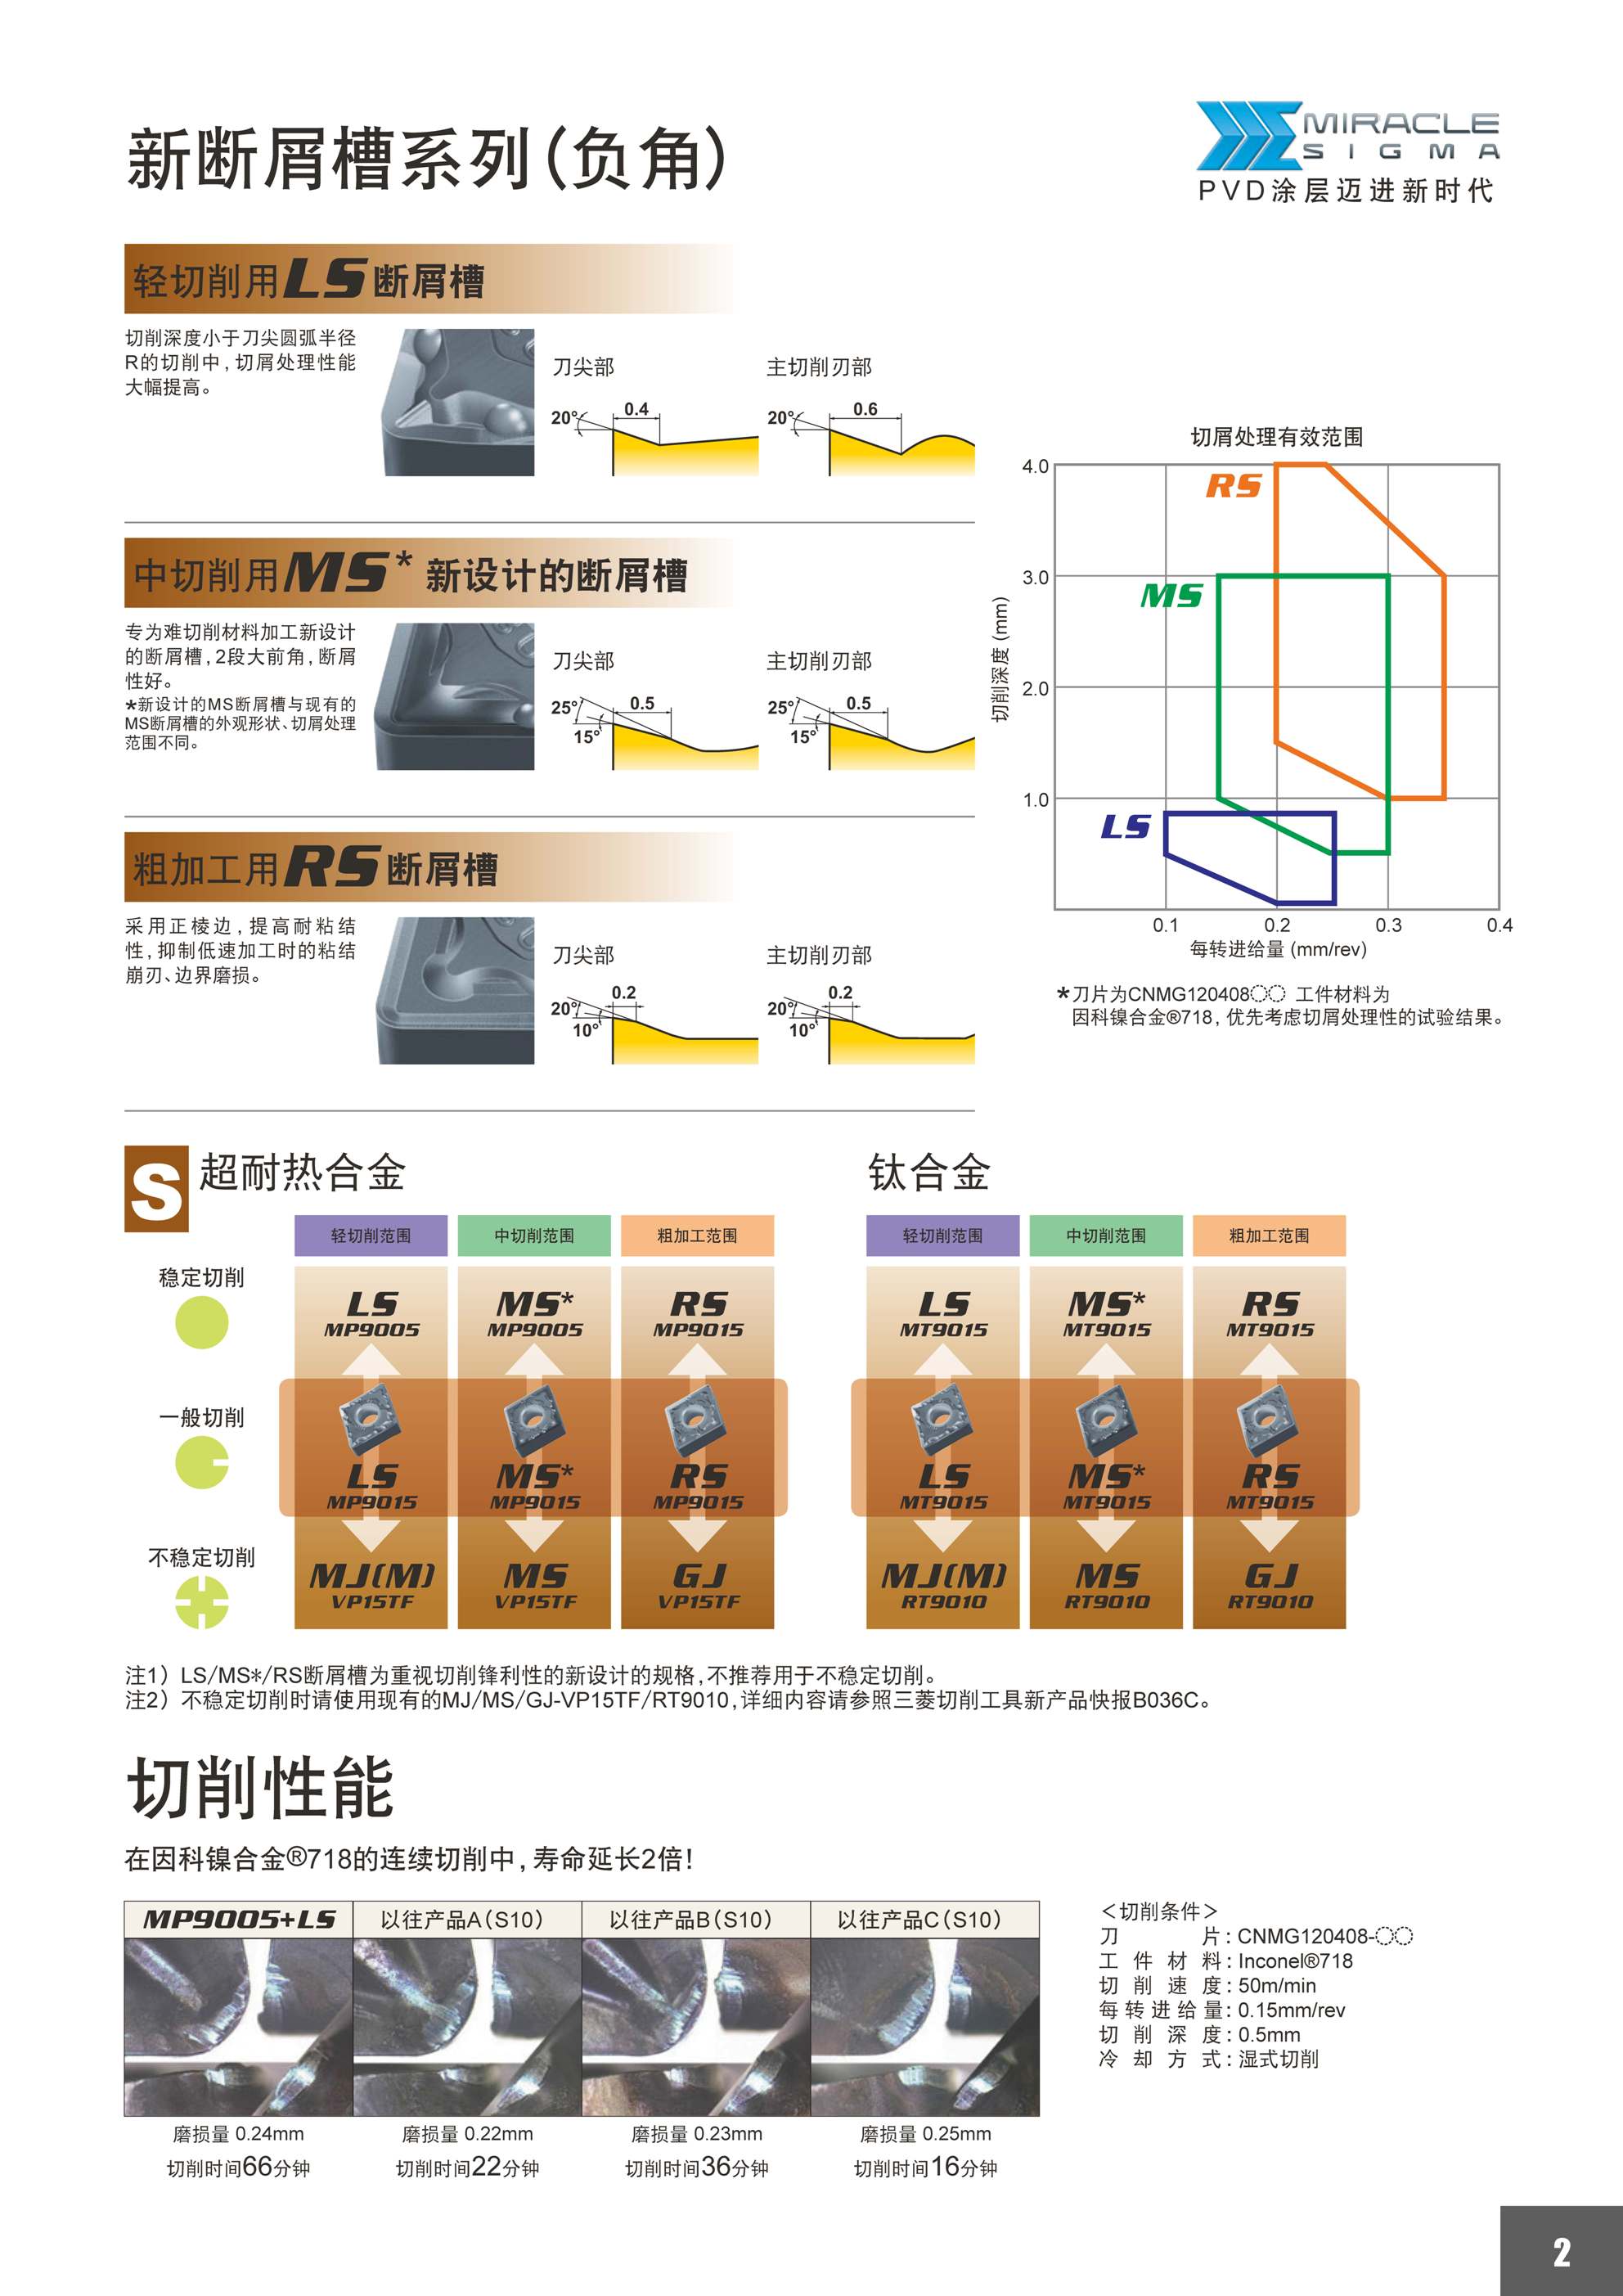 新断屑槽系列(负角)
MIRACLE
SIGMA
PVD涂层迈进新时代
轻切削用LS断屑槽
切削深度小于刀尖圆弧半径
R的切削中,切屑处理性能
大幅提高。
刀尖部
20°
0.4
主切削刃部
20°
0.6
中切削用MS* 新设计的断屑槽
专为难切削材料加工新设计
的断屑槽,2段大前角,断屑
性好。
*新设计的MS断屑槽与现有的
MS断屑槽的外观形状、切屑处理
范围不同。
刀尖部
25°
0.5
15°
主切削刃部
25°
0.5
15°
粗加工用RS断屑槽
采用正棱边,提高耐粘结
性,抑制低速加工时的粘结
崩刃、边界磨损。
刀尖部
20°
0.2
10°
主切削刃部
20°
0.2
10°
切屑处理有效范围
4.0
3.0
2.0
1.0
切削深度 (mm)
RS
MS
LS
0.1 0.2 0.3 0.4
每转进给量 (mm/rev)
*刀片为CNMG120408◌◌ 工件材料为
因科镍合金®718,优先考虑切屑处理性的试验结果。
S 超耐热合金
钛合金
轻切削范围 中切削范围 粗加工范围 轻切削范围 中切削范围 粗加工范围
稳定切削
LS MS* RS LS MS* RS
MP9005 MP9005 MP9015 MT9015 MT9015 MT9015
一般切削
LS MS* RS LS MS* RS
MP9015 MP9015 MP9015 MT9015 MT9015 MT9015
不稳定切削
MJ(M) MS GJ MJ(M) MS GJ
VP15TF VP15TF VP15TF RT9010 RT9010 RT9010
注1) LS/MS*/RS断屑槽为重视切削锋利性的新设计的规格,不推荐用于不稳定切削。
注2) 不稳定切削时请使用现有的MJ/MS/GJ-VP15TF/RT9010,详细内容请参照三菱切削工具新产品快报B036C。
切削性能
在因科镍合金®718的连续切削中,寿命延长2倍!
MP9005+LS 以往产品A(S10) 以往产品B(S10) 以往产品C(S10)
磨损量 0.24mm 磨损量 0.22mm 磨损量 0.23mm 磨损量 0.25mm
切削时间66分钟 切削时间22分钟 切削时间36分钟 切削时间16分钟
<切削条件>
刀片:CNMG120408-◌◌
工件材料:Inconel®718
切削速度:50m/min
每转进给量:0.15mm/rev
切削深度:0.5mm
冷却方式:湿式切削
2